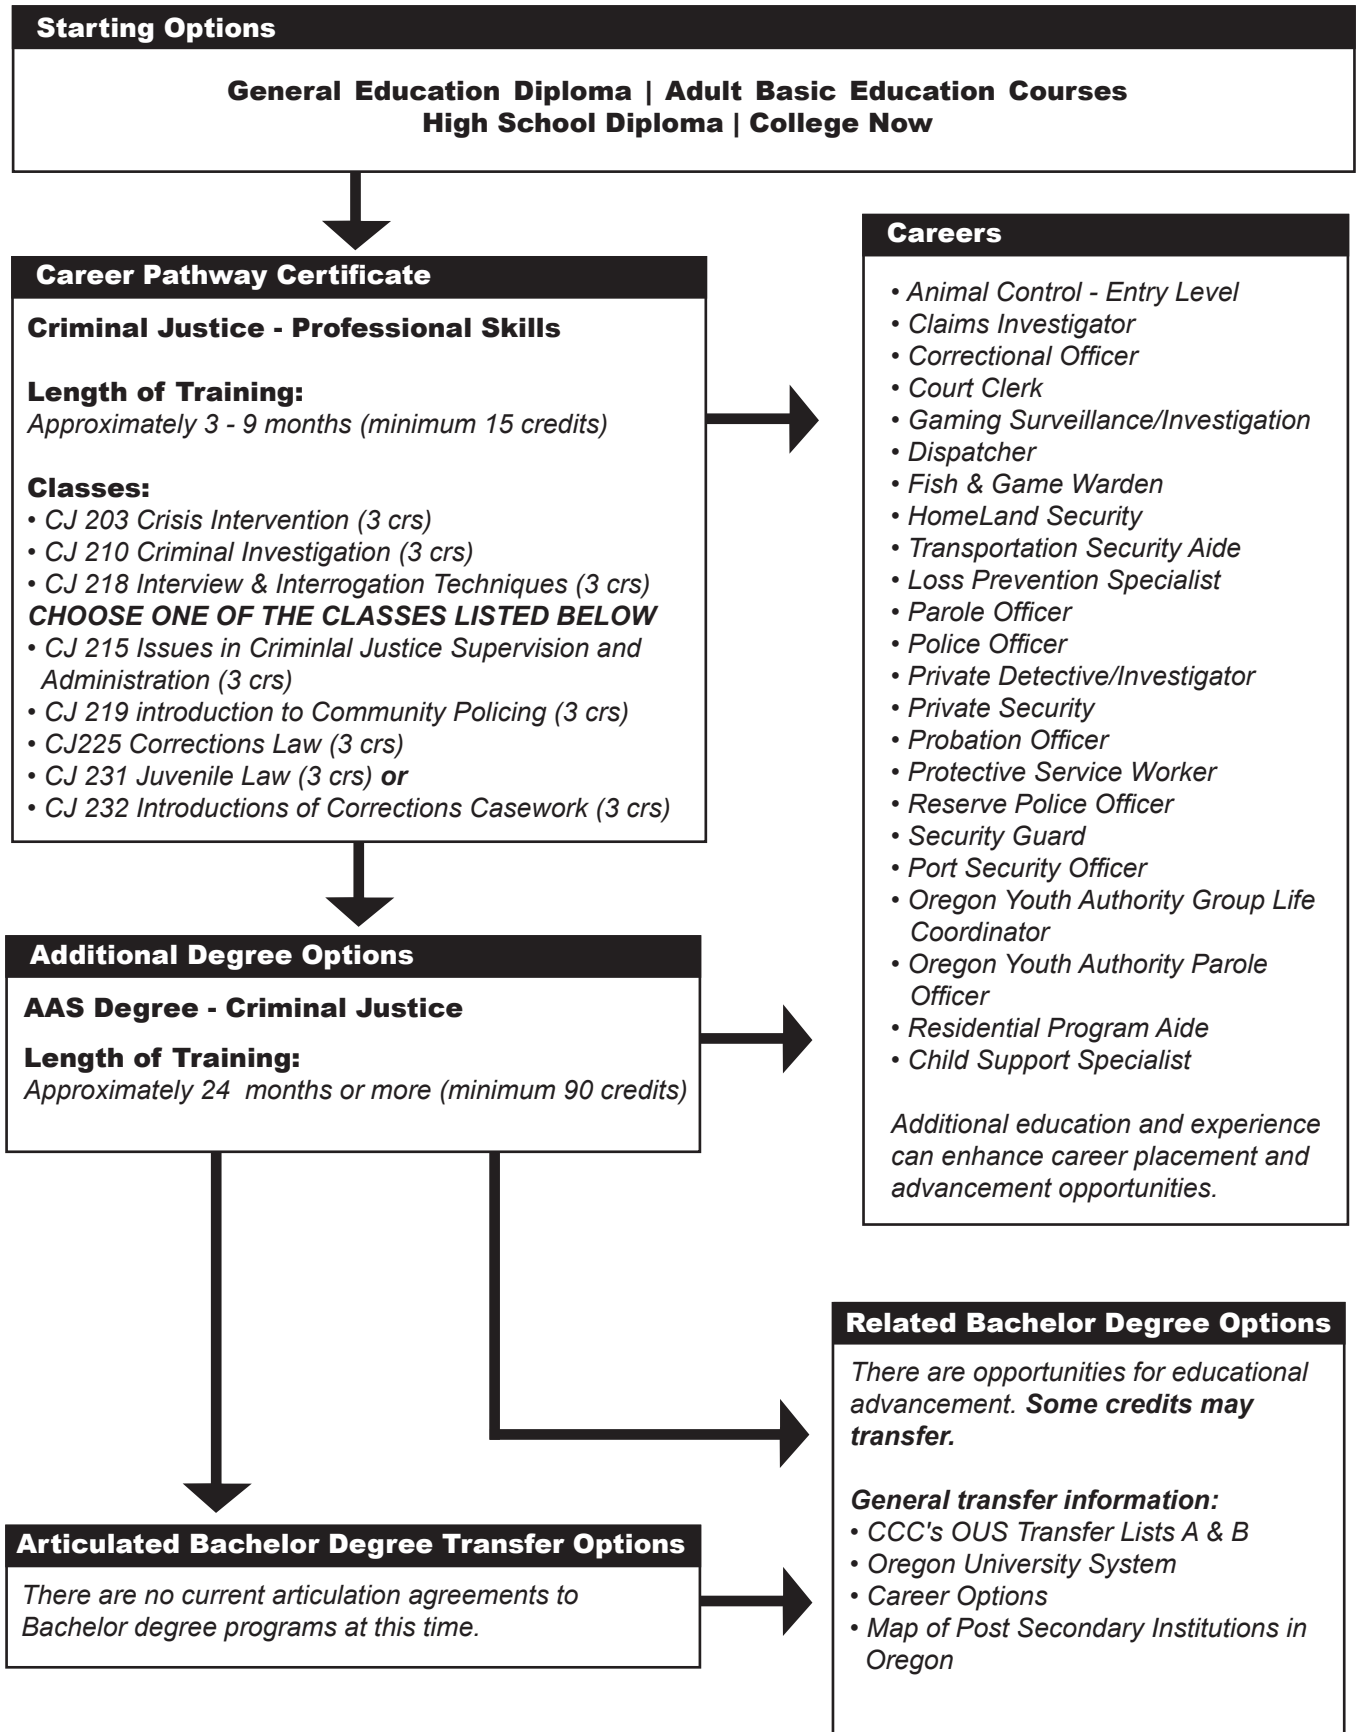 Starting Options
General Education Diploma | Adult Basic Education Courses
High School Diploma | College Now
Career Pathway Certificate
Criminal Justice - Professional Skills
Length of Training:
Approximately 3 - 9 months (minimum 15 credits)
Classes:
• CJ 203 Crisis Intervention (3 crs)
• CJ 210 Criminal Investigation (3 crs)
• CJ 218 Interview & Interrogation Techniques (3 crs)
CHOOSE ONE OF THE CLASSES LISTED BELOW
• CJ 215 Issues in Criminlal Justice Supervision and
Administration (3 crs)
• CJ 219 introduction to Community Policing (3 crs)
• CJ225 Corrections Law (3 crs)
• CJ 231 Juvenile Law (3 crs) or
• CJ 232 Introductions of Corrections Casework (3 crs)
Careers
• Animal Control - Entry Level
• Claims Investigator
• Correctional Officer
• Court Clerk
• Gaming Surveillance/Investigation
• Dispatcher
• Fish & Game Warden
• HomeLand Security
• Transportation Security Aide
• Loss Prevention Specialist
• Parole Officer
• Police Officer
• Private Detective/Investigator
• Private Security
• Probation Officer
• Protective Service Worker
• Reserve Police Officer
• Security Guard
• Port Security Officer
• Oregon Youth Authority Group Life
Coordinator
• Oregon Youth Authority Parole
Officer
• Residential Program Aide
• Child Support Specialist
Additional education and experience
can enhance career placement and
advancement opportunities.
Additional Degree Options
AAS Degree - Criminal Justice
Length of Training:
Approximately 24 months or more (minimum 90 credits)
Articulated Bachelor Degree Transfer Options
There are no current articulation agreements to
Bachelor degree programs at this time.
Related Bachelor Degree Options
There are opportunities for educational
advancement. Some credits may
transfer.
General transfer information:
• CCC's OUS Transfer Lists A & B
• Oregon University System
• Career Options
• Map of Post Secondary Institutions in
Oregon